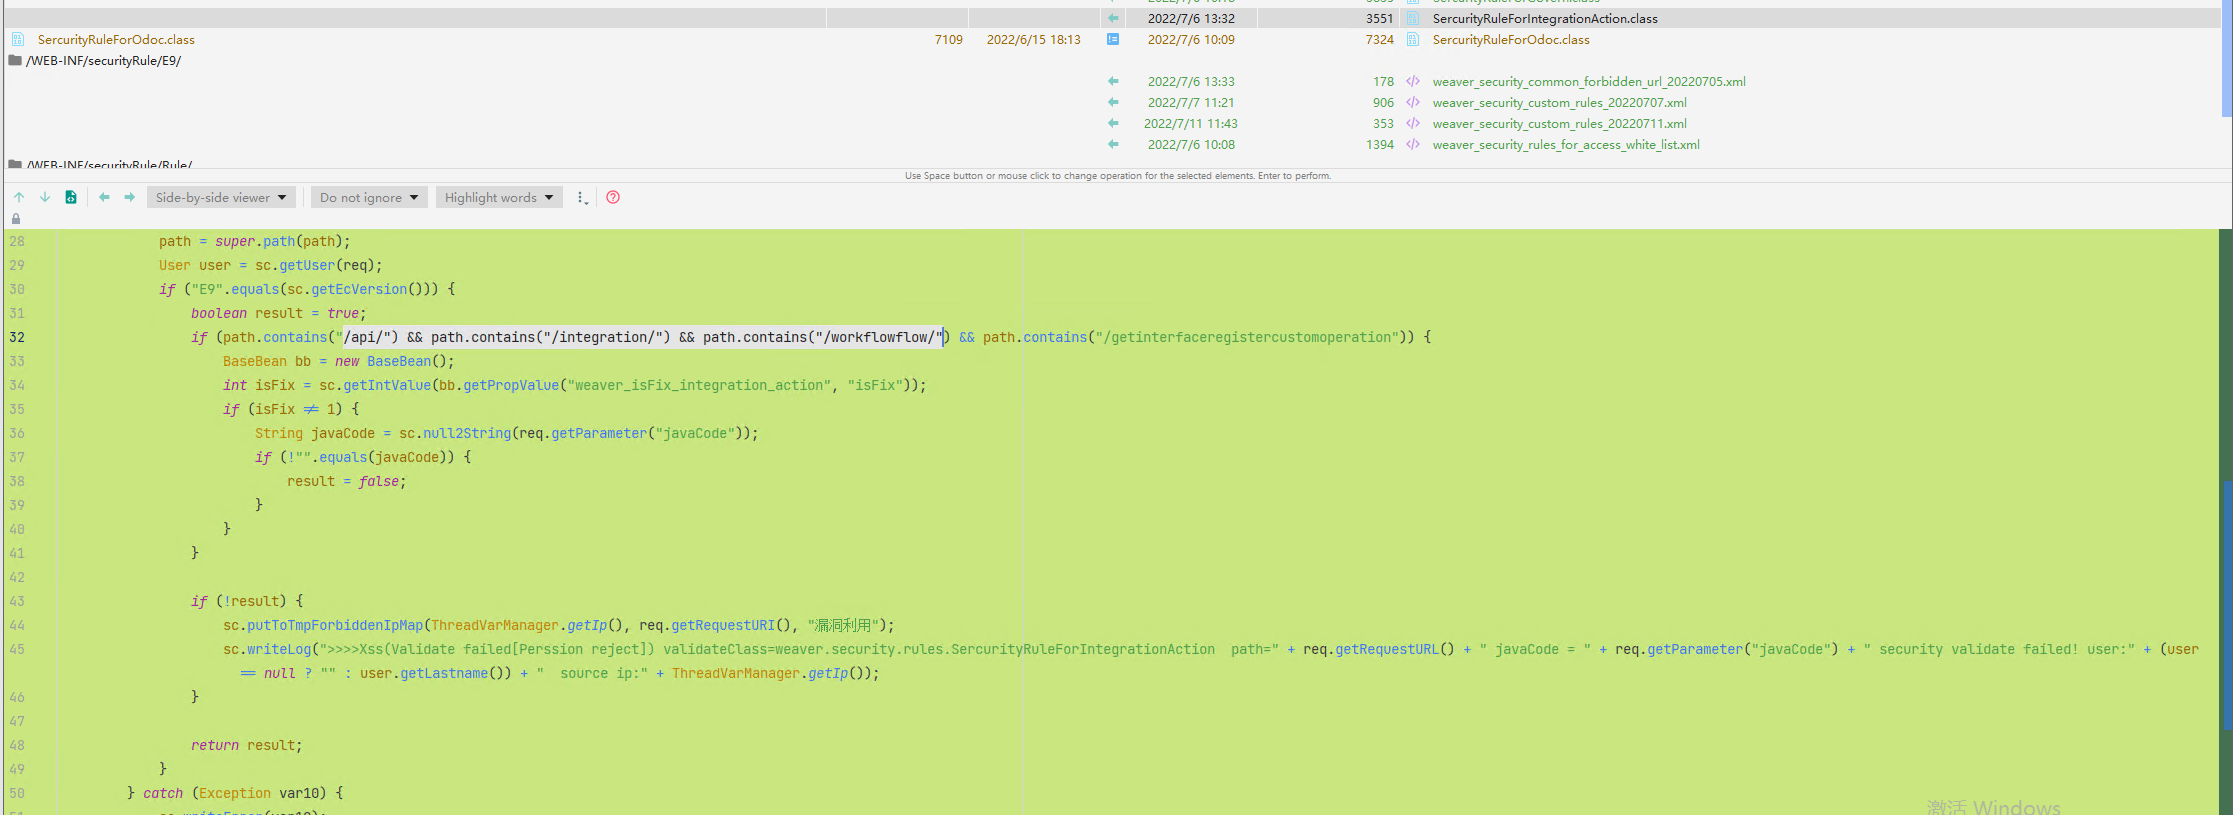 2022/7/6 13:32 3551 SercurityRuleForIntegrationAction.class
SercurityRuleForOdoc.class 7109 2022/6/15 18:13 2022/7/6 10:09 7324 SercurityRuleForOdoc.class
/WEB-INF/securityRule/E9/
2022/7/6 13:33 178 weaver_security_common_forbidden_url_20220705.xml
2022/7/7 11:21 906 weaver_security_custom_rules_20220707.xml
2022/7/11 11:43 353 weaver_security_custom_rules_20220711.xml
2022/7/6 10:08 1394 weaver_security_rules_for_access_white_list.xml
/WEB-INF/securityRule/Rule/
Use Space button or mouse click to change operation for the selected elements. Enter to perform.
Side-by-side viewer Do not ignore Highlight words
28 path = super.path(path);
29 User user = sc.getUser(req);
30 if ("E9".equals(sc.getEcVersion())) {
31 boolean result = true;
32 if (path.contains("/api/") && path.contains("/integration/") && path.contains("/workflowflow/") && path.contains("/getinterfaceregistercustomoperation")) {
33 BaseBean bb = new BaseBean();
34 int isFix = sc.getIntValue(bb.getPropValue("weaver_isFix_integration_action", "isFix"));
35 if (isFix ≠ 1) {
36 String javaCode = sc.null2String(req.getParameter("javaCode"));
37 if (!"".equals(javaCode)) {
38 result = false;
39 }
40 }
41 }
42
43 if (!result) {
44 sc.putToTmpForbiddenIpMap(ThreadVarManager.getIp(), req.getRequestURI(), "漏洞利用");
45 sc.writeLog(">>>>Xss(Validate failed[Perssion reject]) validateClass=weaver.security.rules.SercurityRuleForIntegrationAction  path=" + req.getRequestURL() + " javaCode = " + req.getParameter("javaCode") + " security validate failed! user:" + (user
== null ? "" : user.getLastname()) + "  source ip:" + ThreadVarManager.getIp());
46 }
47
48 return result;
49 }
50 } catch (Exception var10) {
激活 Windows